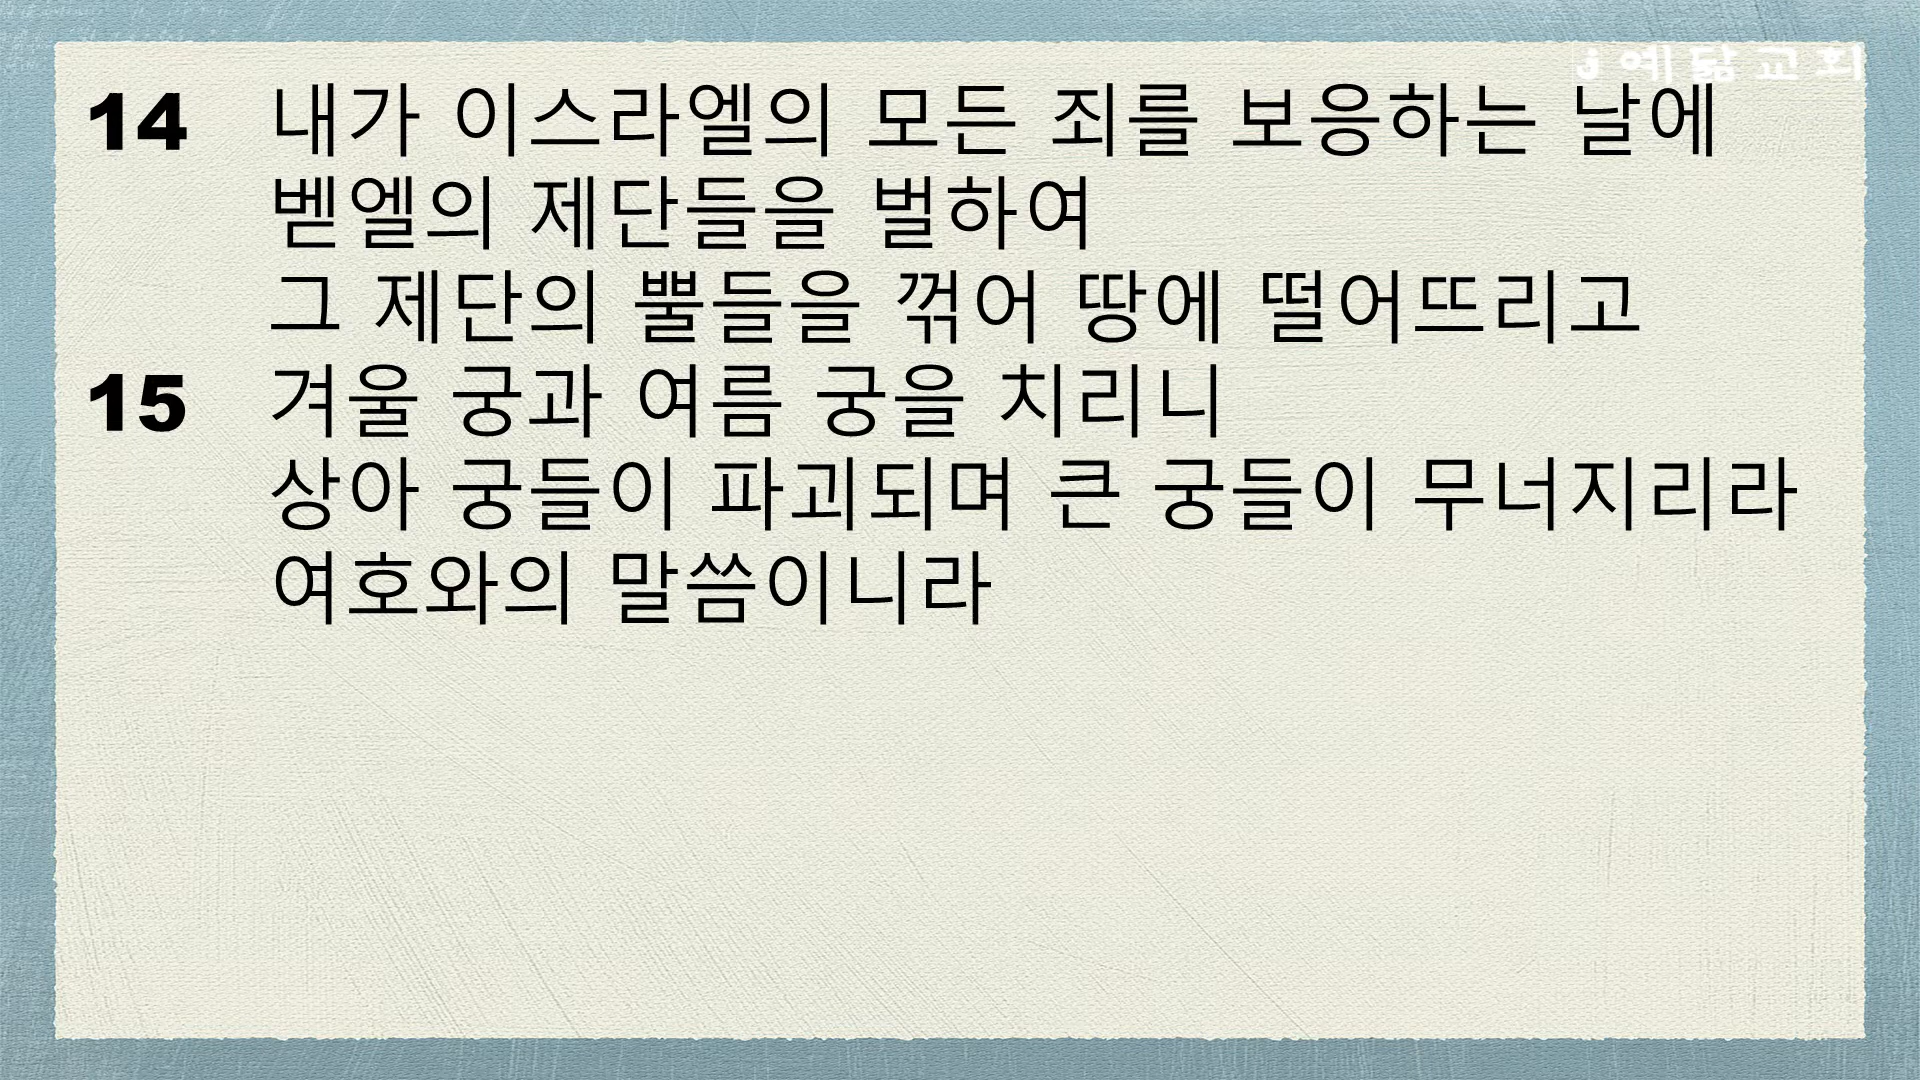 j 예닮교회
14 내가 이스라엘의 모든 죄를 보응하는 날에
벧엘의 제단들을 벌하여
그 제단의 뿔들을 꺾어 땅에 떨어뜨리고
15 겨울 궁과 여름 궁을 치리니
상아 궁들이 파괴되며 큰 궁들이 무너지리라
여호와의 말씀이니라